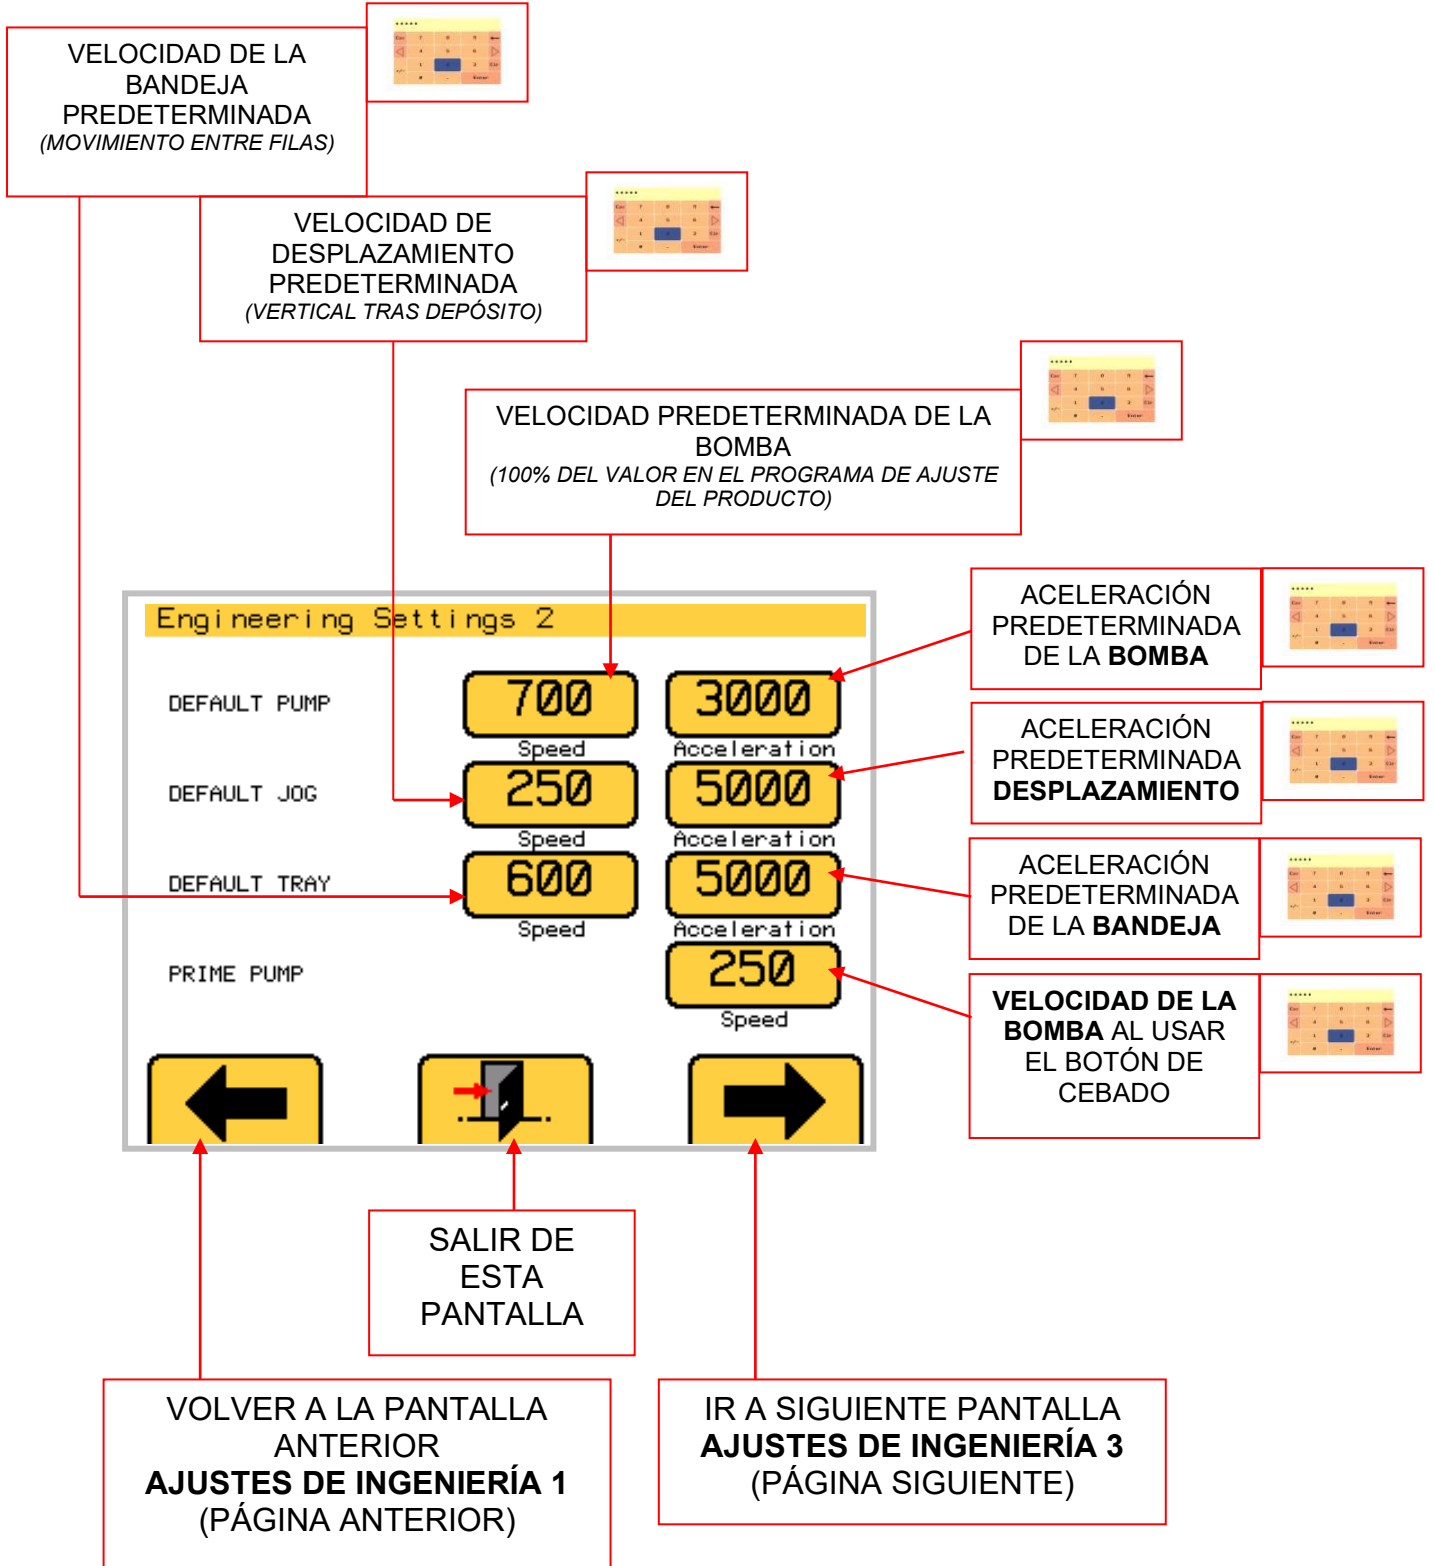 VELOCIDAD DE LA
BANDEJA
PREDETERMINADA
(MOVIMIENTO ENTRE FILAS)
VELOCIDAD DE
DESPLAZAMIENTO
PREDETERMINADA
(VERTICAL TRAS DEPÓSITO)
VELOCIDAD PREDETERMINADA DE LA
BOMBA
(100% DEL VALOR EN EL PROGRAMA DE AJUSTE
DEL PRODUCTO)
Engineering Settings 2
DEFAULT PUMP
700
Speed
3000
Acceleration
DEFAULT JOG
250
Speed
5000
Acceleration
DEFAULT TRAY
600
Speed
5000
Acceleration
PRIME PUMP
250
Speed
ACELERACIÓN
PREDETERMINADA
DE LA BOMBA
ACELERACIÓN
PREDETERMINADA
DESPLAZAMIENTO
ACELERACIÓN
PREDETERMINADA
DE LA BANDEJA
VELOCIDAD DE LA
BOMBA AL USAR
EL BOTÓN DE
CEBADO
SALIR DE
ESTA
PANTALLA
VOLVER A LA PANTALLA
ANTERIOR
AJUSTES DE INGENIERÍA 1
(PÁGINA ANTERIOR)
IR A SIGUIENTE PANTALLA
AJUSTES DE INGENIERÍA 3
(PÁGINA SIGUIENTE)